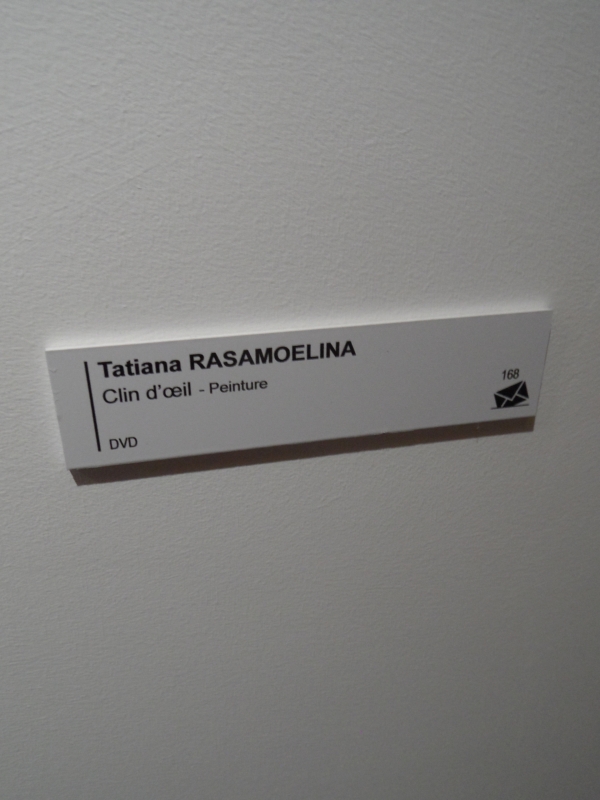 Tatiana RASAMOELINA
Clin d'œil - Peinture
DVD
168